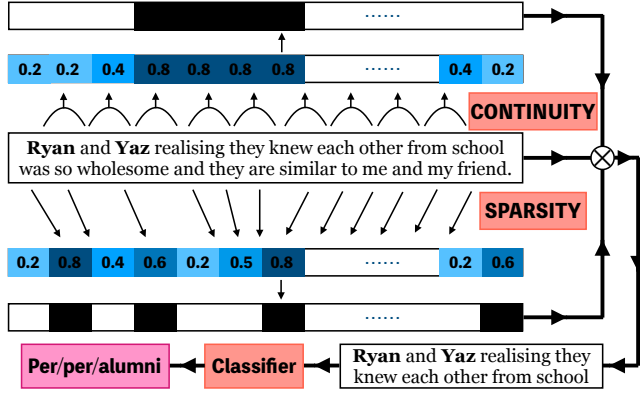 ......
0.2 0.2 0.4 0.8 0.8 0.8 0.8 ...... 0.4 0.2
CONTINUITY
Ryan and Yaz realising they knew each other from school
was so wholesome and they are similar to me and my friend.
SPARSITY
0.2 0.8 0.4 0.6 0.2 0.5 0.8 ...... 0.2 0.6
......
Per/per/alumni
Classifier
Ryan and Yaz realising they
knew each other from school